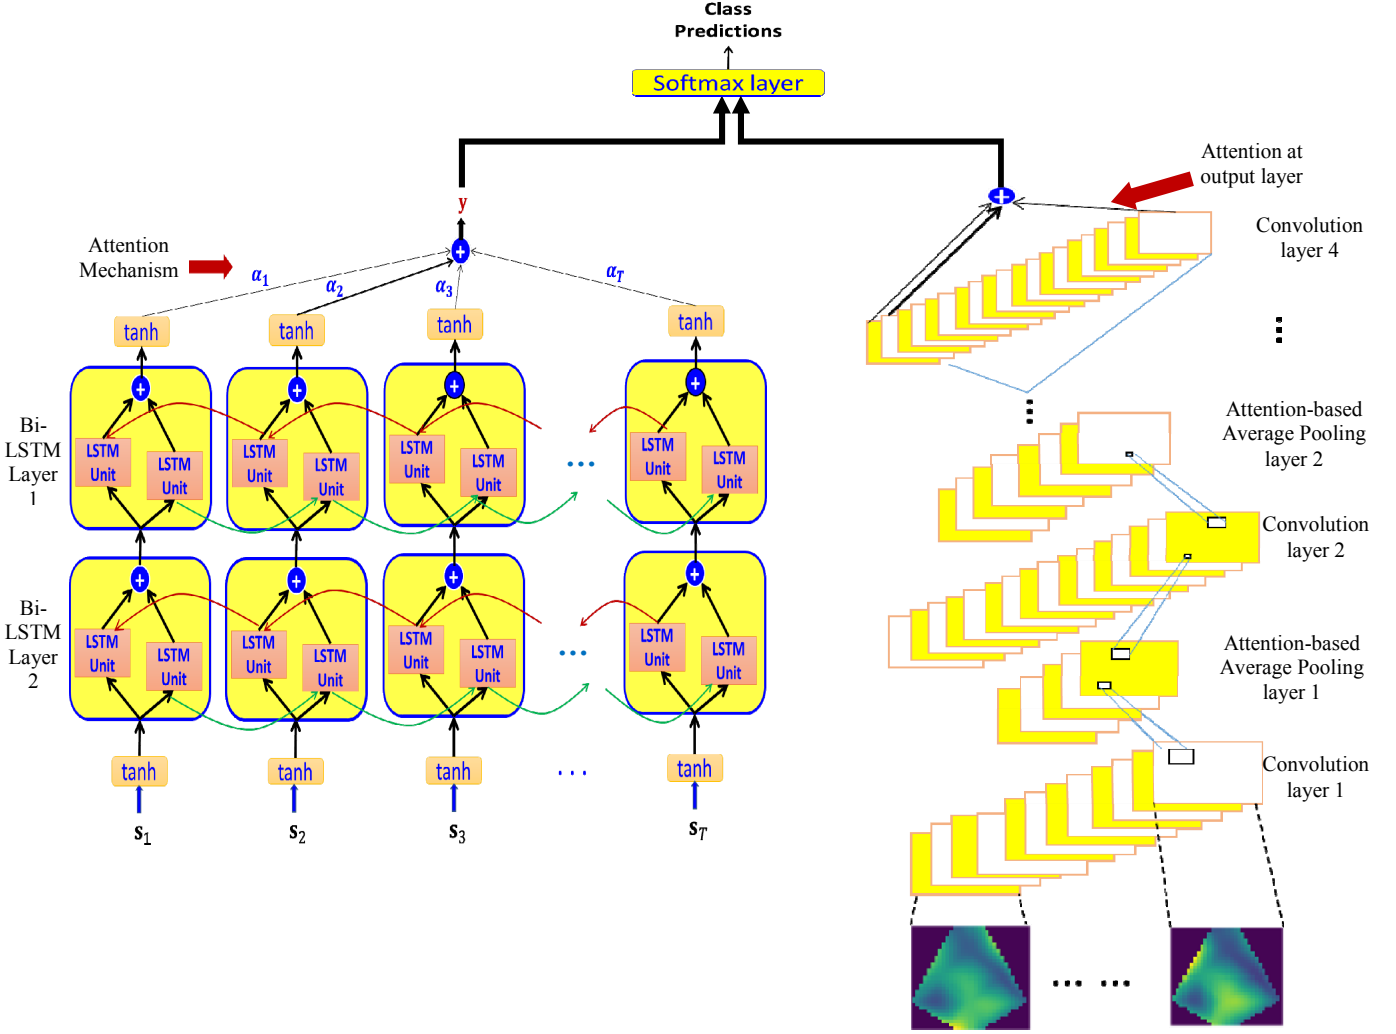 Class
Predictions
Softmax layer
Attention at
output layer
y
Attention
Mechanism
α1
α2
α3
αT
Convolution
layer 4
tanh
tanh
tanh
tanh
Bi-
LSTM
Layer
1
LSTM
Unit
LSTM
Unit
LSTM
Unit
LSTM
Unit
LSTM
Unit
LSTM
Unit
LSTM
Unit
LSTM
Unit
Attention-based
Average Pooling
layer 2
Convolution
layer 2
Bi-
LSTM
Layer
2
LSTM
Unit
LSTM
Unit
LSTM
Unit
LSTM
Unit
LSTM
Unit
LSTM
Unit
LSTM
Unit
LSTM
Unit
Attention-based
Average Pooling
layer 1
Convolution
layer 1
tanh
tanh
tanh
tanh
s1
s2
s3
sT